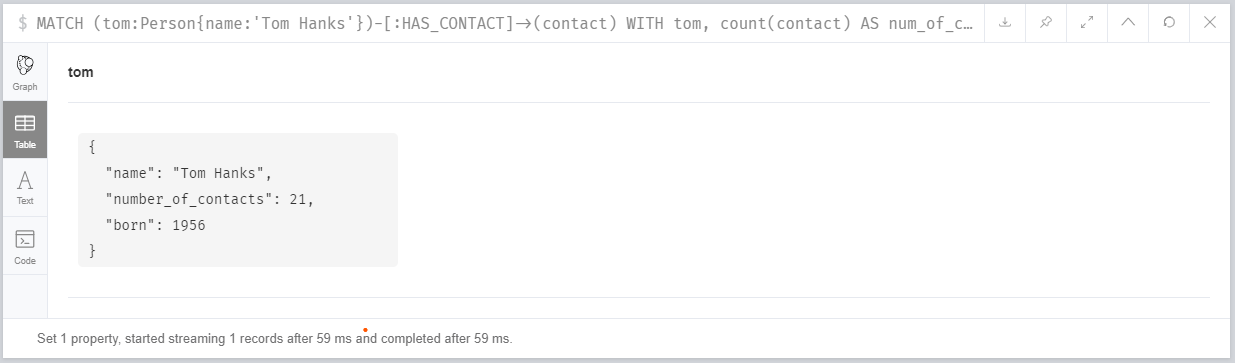 $ MATCH (tom:Person{name:'Tom Hanks'})-[:HAS_CONTACT]->(contact) WITH tom, count(contact) AS num_of_c…
Graph
Table
Text
Code
tom
{
"name": "Tom Hanks",
"number_of_contacts": 21,
"born": 1956
}
Set 1 property, started streaming 1 records after 59 ms and completed after 59 ms.